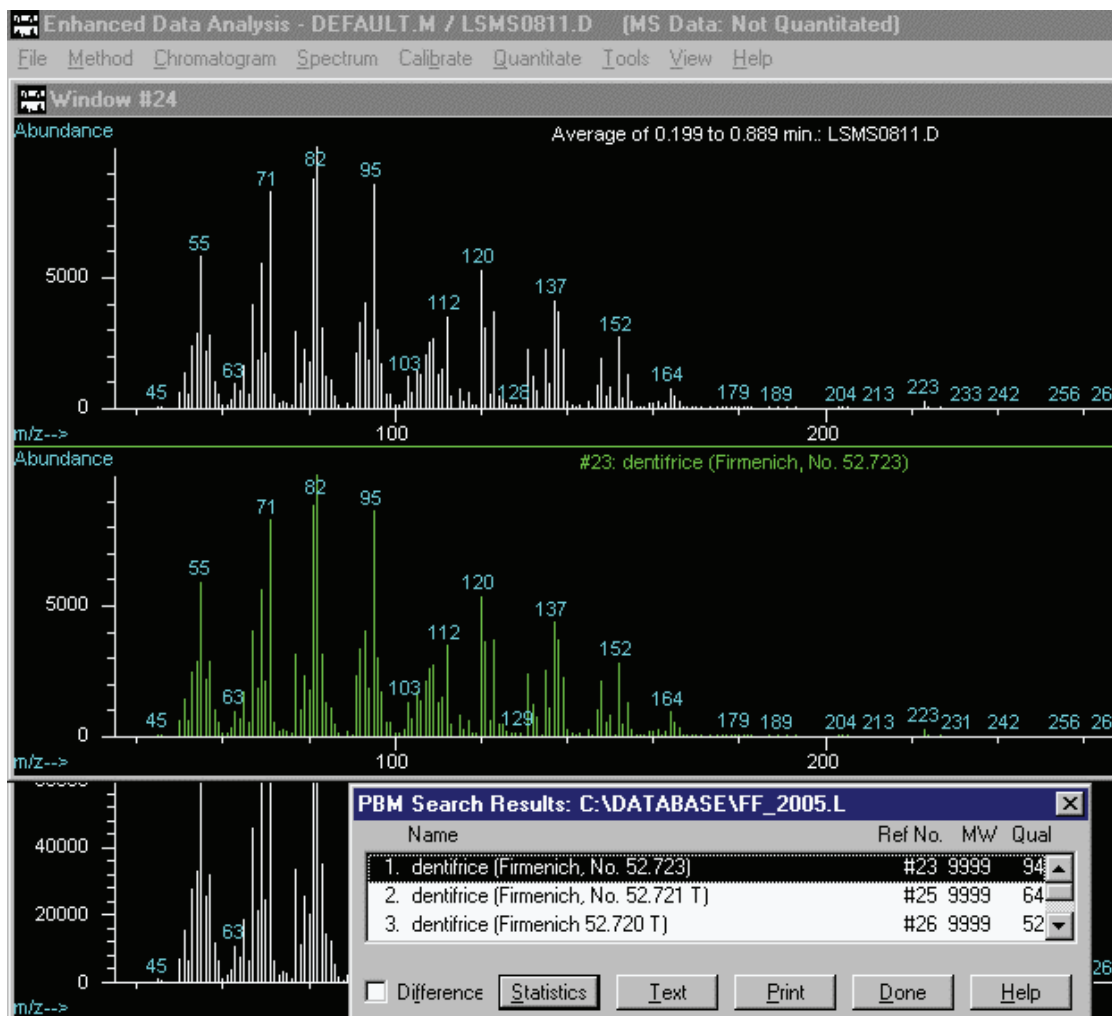 Enhanced Data Analysis - DEFAULT.M / LSMS0811.D (MS Data: Not Quantitated)
File Method Chromatogram Spectrum Calibrate Quantitate Tools View Help
Window #24
Abundance
Average of 0.199 to 0.889 min.: LSMS0811.D
82
71 95
55
120
5000
137
112
152
103 164
63
45 128 179 189 204 213 223 233 242 256 26
0
m/z--> 100 200
Abundance
#23: dentifrice (Firmenich, No. 52.723)
82
71 95
55
120
5000
137
112
152
103 164
63
45 129 179 189 204 213 223 231 242 256 26
0
m/z--> 100 200
40000
20000
63
45
0
m/z-->
26
PBM Search Results: C:\DATABASE\FF_2005.L
Name Ref No. MW Qual
1. dentifrice (Firmenich, No. 52.723) #23 9999 94
2. dentifrice (Firmenich, No. 52.721 T) #25 9999 64
3. dentifrice (Firmenich 52.720 T) #26 9999 52
Difference Statistics Text Print Done Help